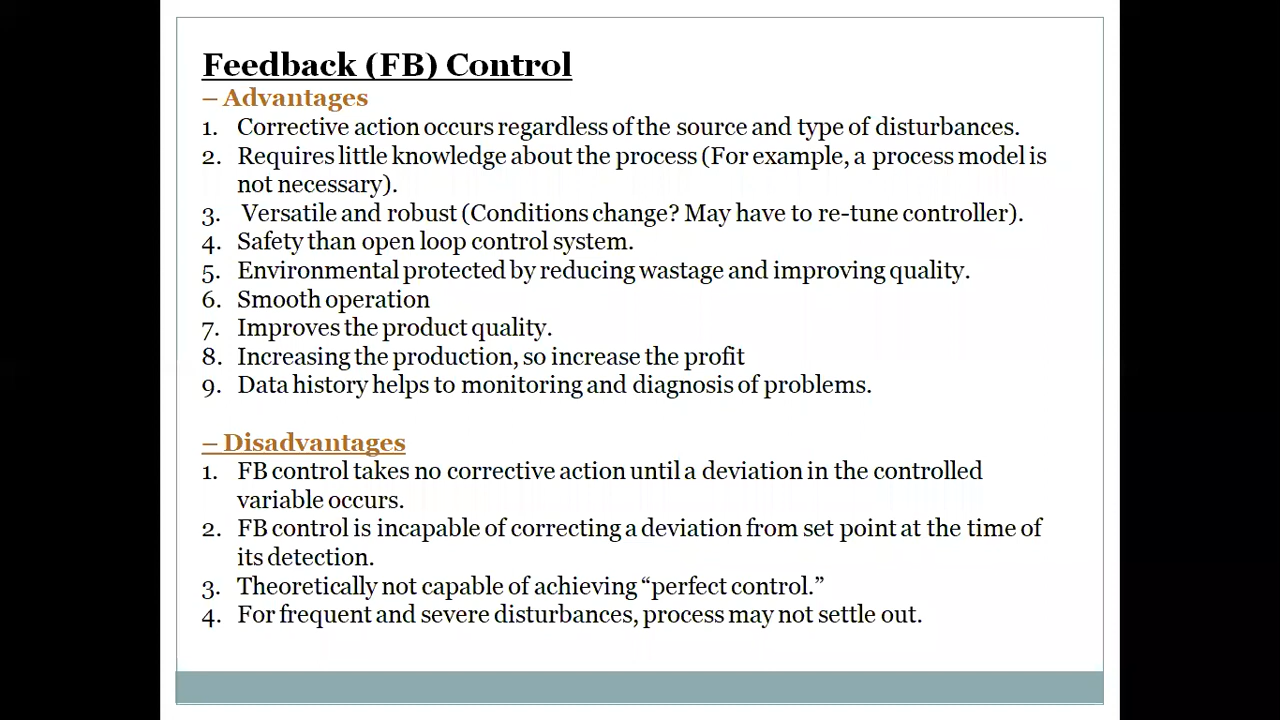 Feedback (FB) Control
– Advantages
1. Corrective action occurs regardless of the source and type of disturbances.
2. Requires little knowledge about the process (For example, a process model is
not necessary).
3. Versatile and robust (Conditions change? May have to re-tune controller).
4. Safety than open loop control system.
5. Environmental protected by reducing wastage and improving quality.
6. Smooth operation
7. Improves the product quality.
8. Increasing the production, so increase the profit
9. Data history helps to monitoring and diagnosis of problems.
– Disadvantages
1. FB control takes no corrective action until a deviation in the controlled
variable occurs.
2. FB control is incapable of correcting a deviation from set point at the time of
its detection.
3. Theoretically not capable of achieving “perfect control.”
4. For frequent and severe disturbances, process may not settle out.